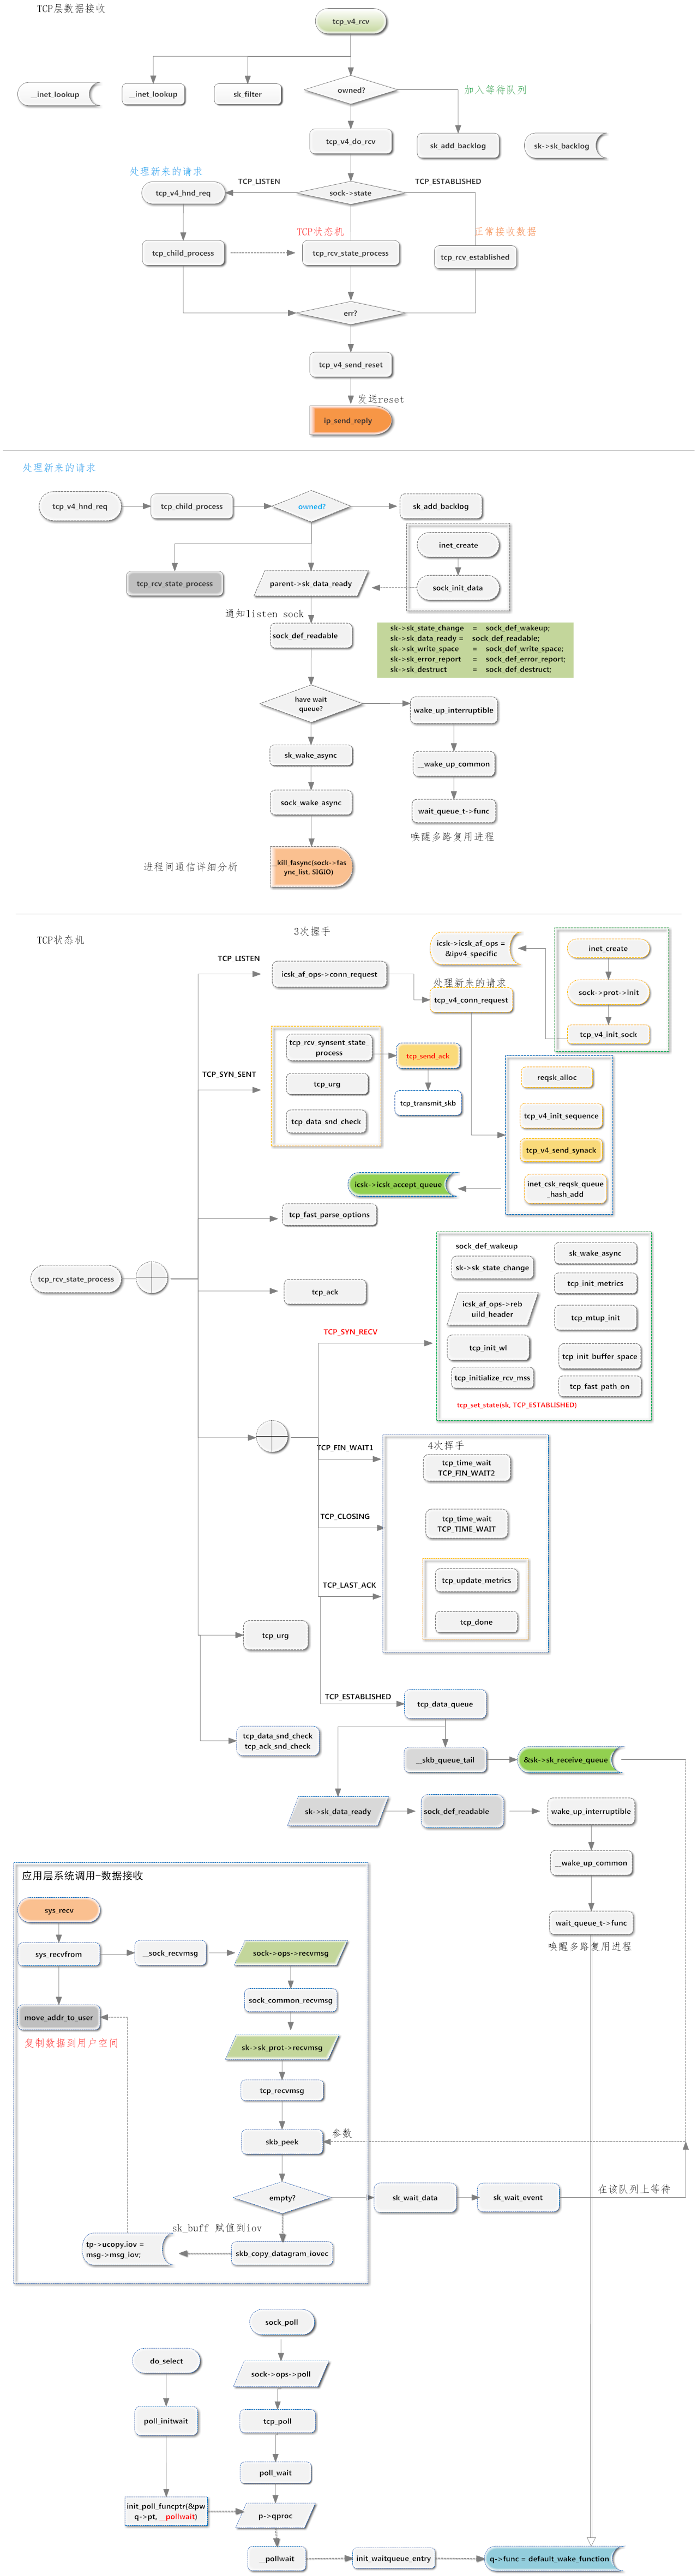 TCP层数据接收
tcp_v4_rcv
__inet_lookup
__inet_lookup
sk_filter
owned?
加入等待队列
tcp_v4_do_rcv
sk_add_backlog
sk->sk_backlog
处理新来的请求
TCP_LISTEN
TCP_ESTABLISHED
tcp_v4_hnd_req
sock->state
TCP状态机
正常接收数据
tcp_child_process
tcp_rcv_state_process
tcp_rcv_established
err?
tcp_v4_send_reset
发送reset
ip_send_reply
处理新来的请求
tcp_v4_hnd_req
tcp_child_process
owned?
sk_add_backlog
inet_create
tcp_rcv_state_process
parent->sk_data_ready
sock_init_data
通知listen sock
sock_def_readable
sk->sk_state_change = sock_def_wakeup;
sk->sk_data_ready = sock_def_readable;
sk->sk_write_space = sock_def_write_space;
sk->sk_error_report = sock_def_error_report;
sk->sk_destruct = sock_def_destruct;
have wait
queue?
wake_up_interruptible
sk_wake_async
__wake_up_common
sock_wake_async
wait_queue_t->func
唤醒多路复用进程
进程间通信详细分析
__kill_fasync(sock->fas
ync_list, SIGIO)
TCP状态机
3次握手
TCP_LISTEN
icsk_af_ops->conn_request
icsk->icsk_af_ops =
&ipv4_specific
inet_create
处理新来的请求
tcp_v4_conn_request
sock->prot->init
tcp_v4_init_sock
TCP_SYN_SENT
tcp_rcv_synsent_state_
process
tcp_send_ack
tcp_urg
tcp_transmit_skb
tcp_data_snd_check
reqsk_alloc
tcp_v4_init_sequence
tcp_v4_send_synack
inet_csk_reqsk_queue
_hash_add
icsk->icsk_accept_queue
tcp_fast_parse_options
tcp_rcv_state_process
tcp_ack
sock_def_wakeup
sk->sk_state_change
sk_wake_async
tcp_init_metrics
icsk_af_ops->reb
uild_header
tcp_mtup_init
TCP_SYN_RECV
tcp_init_wl
tcp_init_buffer_space
tcp_initialize_rcv_mss
tcp_fast_path_on
tcp_set_state(sk, TCP_ESTABLISHED)
TCP_FIN_WAIT1
4次挥手
tcp_time_wait
TCP_FIN_WAIT2
TCP_CLOSING
tcp_time_wait
TCP_TIME_WAIT
TCP_LAST_ACK
tcp_update_metrics
tcp_done
tcp_urg
TCP_ESTABLISHED
tcp_data_queue
tcp_data_snd_check
tcp_ack_snd_check
__skb_queue_tail
&sk->sk_receive_queue
sk->sk_data_ready
sock_def_readable
wake_up_interruptible
__wake_up_common
wait_queue_t->func
唤醒多路复用进程
应用层系统调用-数据接收
sys_recv
sys_recvfrom
__sock_recvmsg
sock->ops->recvmsg
sock_common_recvmsg
move_addr_to_user
复制数据到用户空间
sk->sk_prot->recvmsg
tcp_recvmsg
skb_peek
参数
empty?
sk_wait_data
sk_wait_event
在该队列上等待
sk_buff 赋值到iov
tp->ucopy.iov =
msg->msg_iov;
skb_copy_datagram_iovec
sock_poll
do_select
sock->ops->poll
poll_initwait
tcp_poll
poll_wait
init_poll_funcptr(&pw
q->pt, __pollwait)
p->qproc
__pollwait
init_waitqueue_entry
q->func = default_wake_function